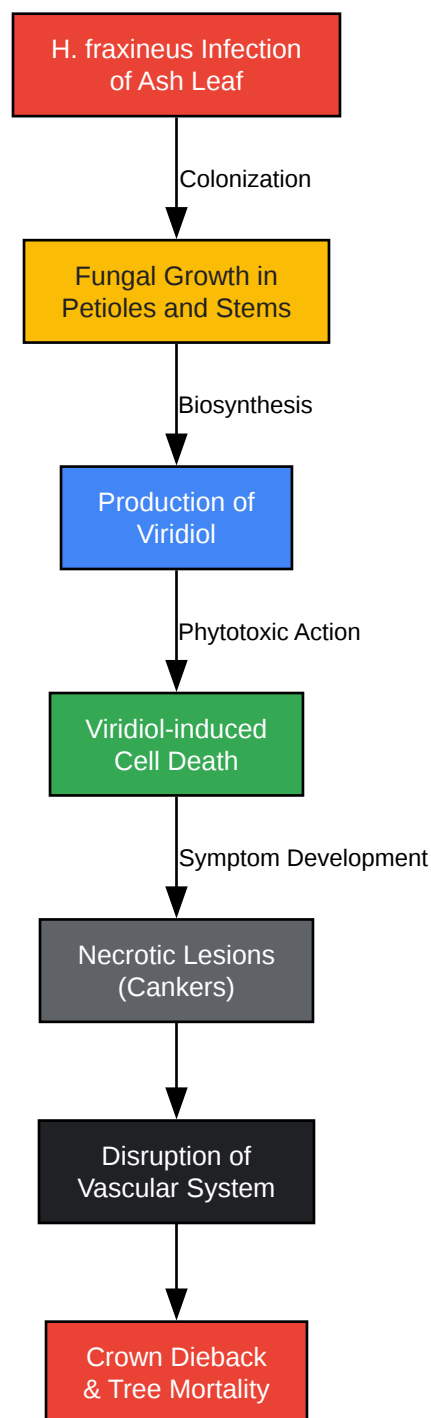 H. fraxineus Infection
of Ash Leaf
Colonization
Fungal Growth in
Petioles and Stems
Biosynthesis
Production of
Viridiol
Phytotoxic Action
Viridiol-induced
Cell Death
Symptom Development
Necrotic Lesions
(Cankers)
Disruption of
Vascular System
Crown Dieback
& Tree Mortality